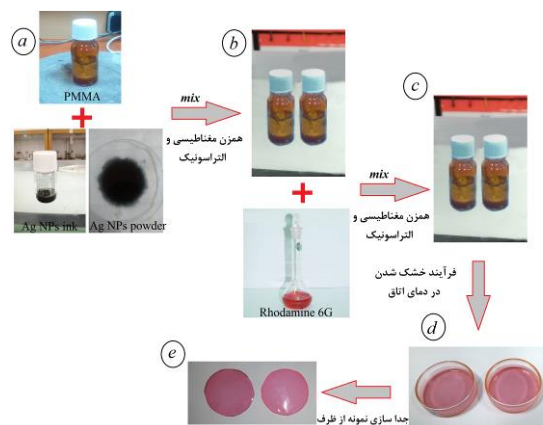 a
PMMA
Ag NPs ink
Ag NPs powder
mix
همزن مغناطیسی و
التراسونیک
b
Rhodamine 6G
mix
همزن مغناطیسی و
التراسونیک
c
فرآیند خشک شدن
در دمای اتاق
d
جدا سازی نمونه از ظرف
e